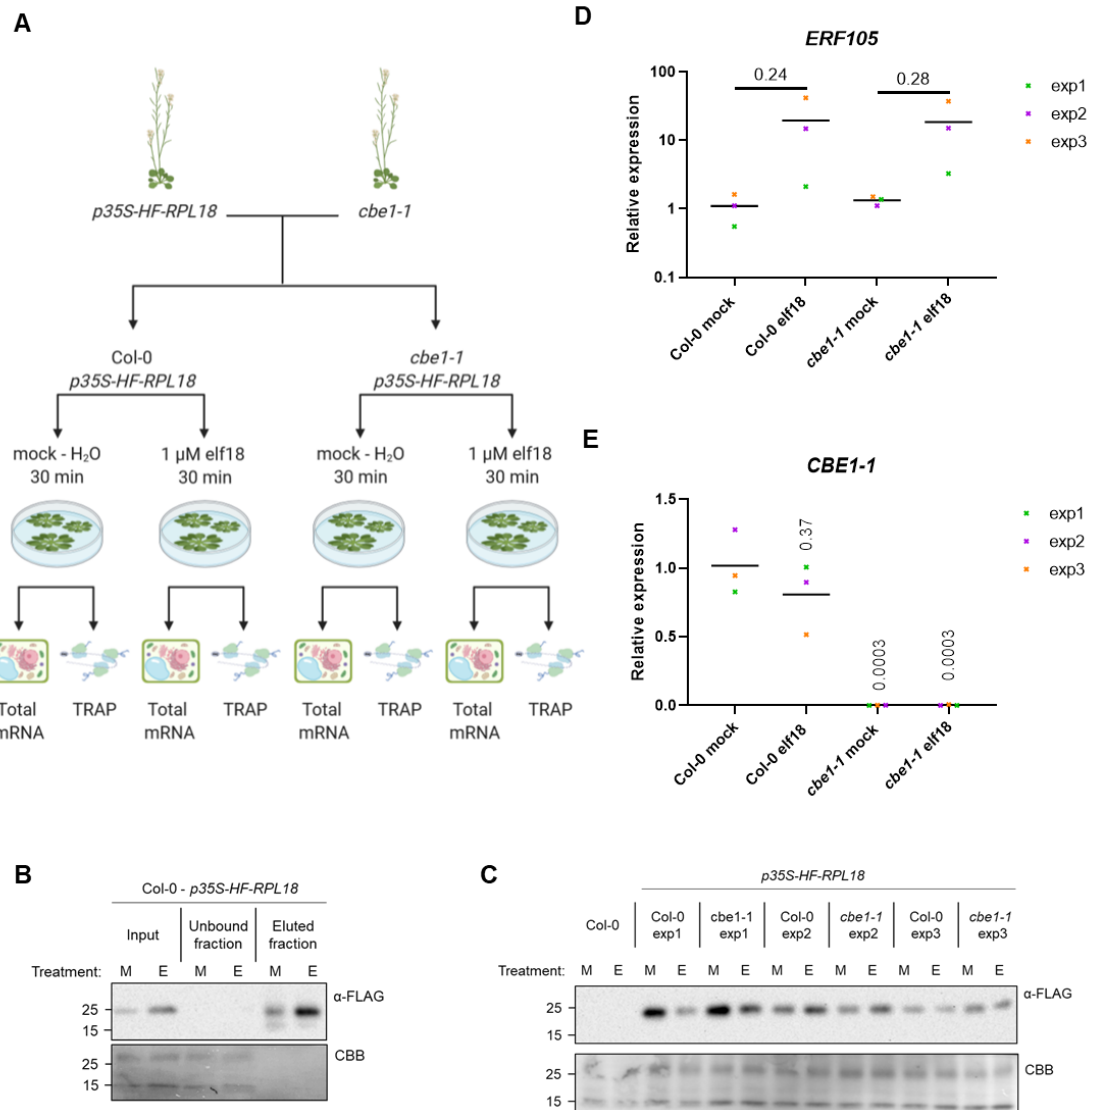 A
p35S-HF-RPL18
cbe1-1
Col-0
p35S-HF-RPL18
cbe1-1
p35S-HF-RPL18
mock - H₂O
30 min
1 µM elf18
30 min
mock - H₂O
30 min
1 µM elf18
30 min
Total
mRNA
TRAP
Total
mRNA
TRAP
Total
mRNA
TRAP
Total
mRNA
TRAP
D
ERF105
Relative expression
100
10
1
0.1
0.24
0.28
exp1
exp2
exp3
Col-0 mock
Col-0 elf18
cbe1-1 mock
cbe1-1 elf18
E
CBE1-1
Relative expression
1.5
1.0
0.5
0.0
0.37
0.0003
0.0003
exp1
exp2
exp3
Col-0 mock
Col-0 elf18
cbe1-1 mock
cbe1-1 elf18
B
Col-0 - p35S-HF-RPL18
Input
Unbound
fraction
Eluted
fraction
Treatment: M E M E M E
α-FLAG
25
15
CBB
25
15
C
p35S-HF-RPL18
Col-0
Col-0
exp1
cbe1-1
exp1
Col-0
exp2
cbe1-1
exp2
Col-0
exp3
cbe1-1
exp3
Treatment: M E M E M E M E M E M E M E
α-FLAG
25
15
CBB
25
15